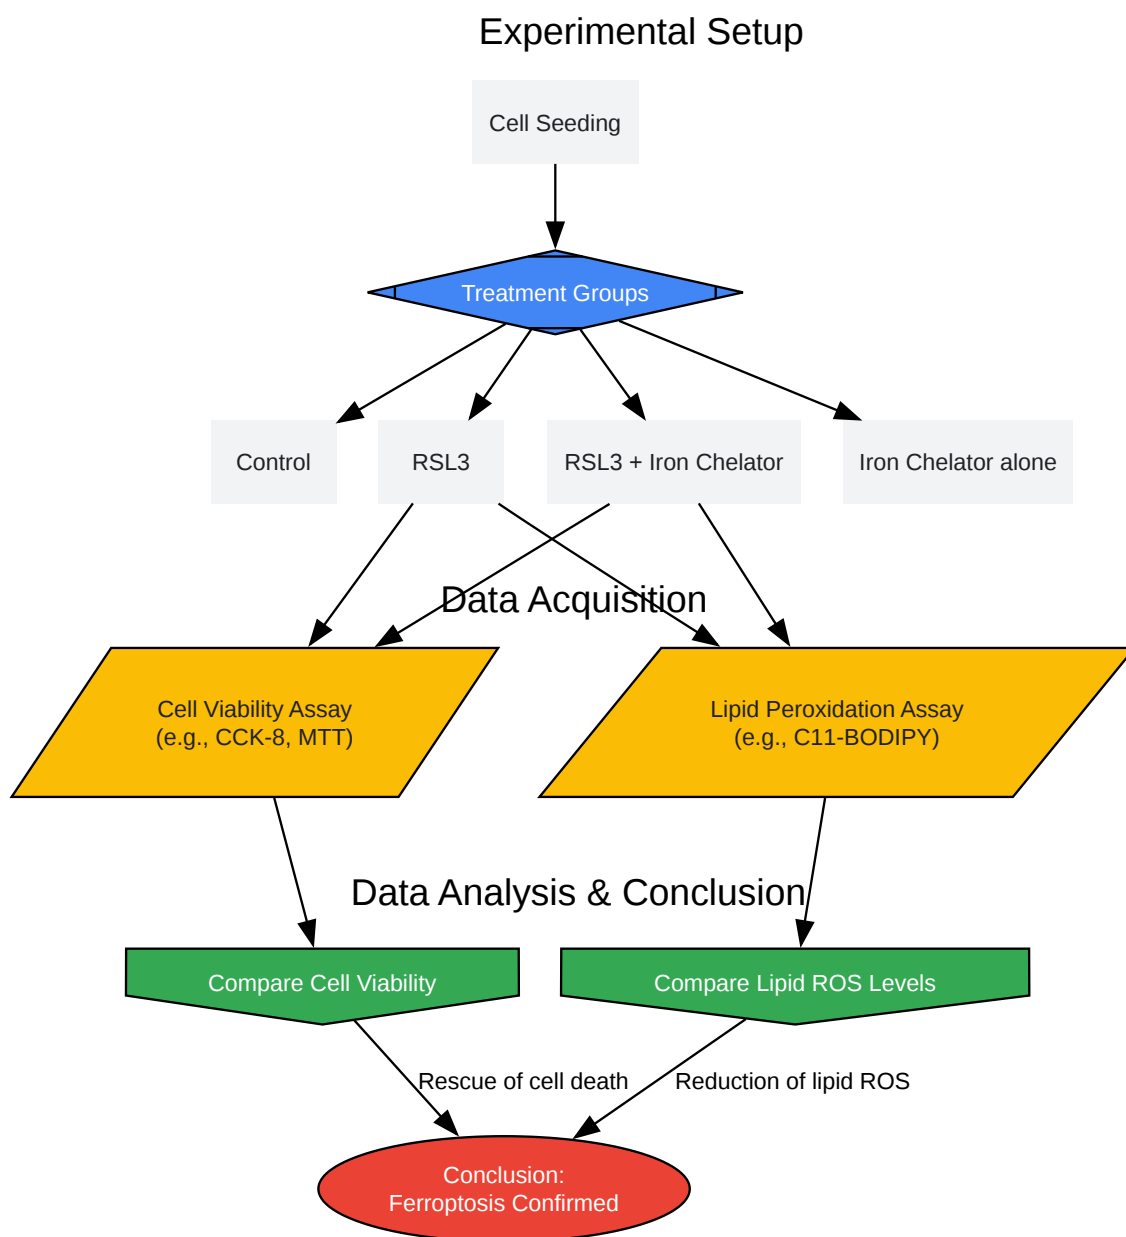 Experimental Setup
Cell Seeding
Treatment Groups
Control
RSL3
RSL3 + Iron Chelator
Iron Chelator alone
Data Acquisition
Cell Viability Assay
(e.g., CCK-8, MTT)
Lipid Peroxidation Assay
(e.g., C11-BODIPY)
Data Analysis & Conclusion
Compare Cell Viability
Compare Lipid ROS Levels
Rescue of cell death
Reduction of lipid ROS
Conclusion:
Ferroptosis Confirmed